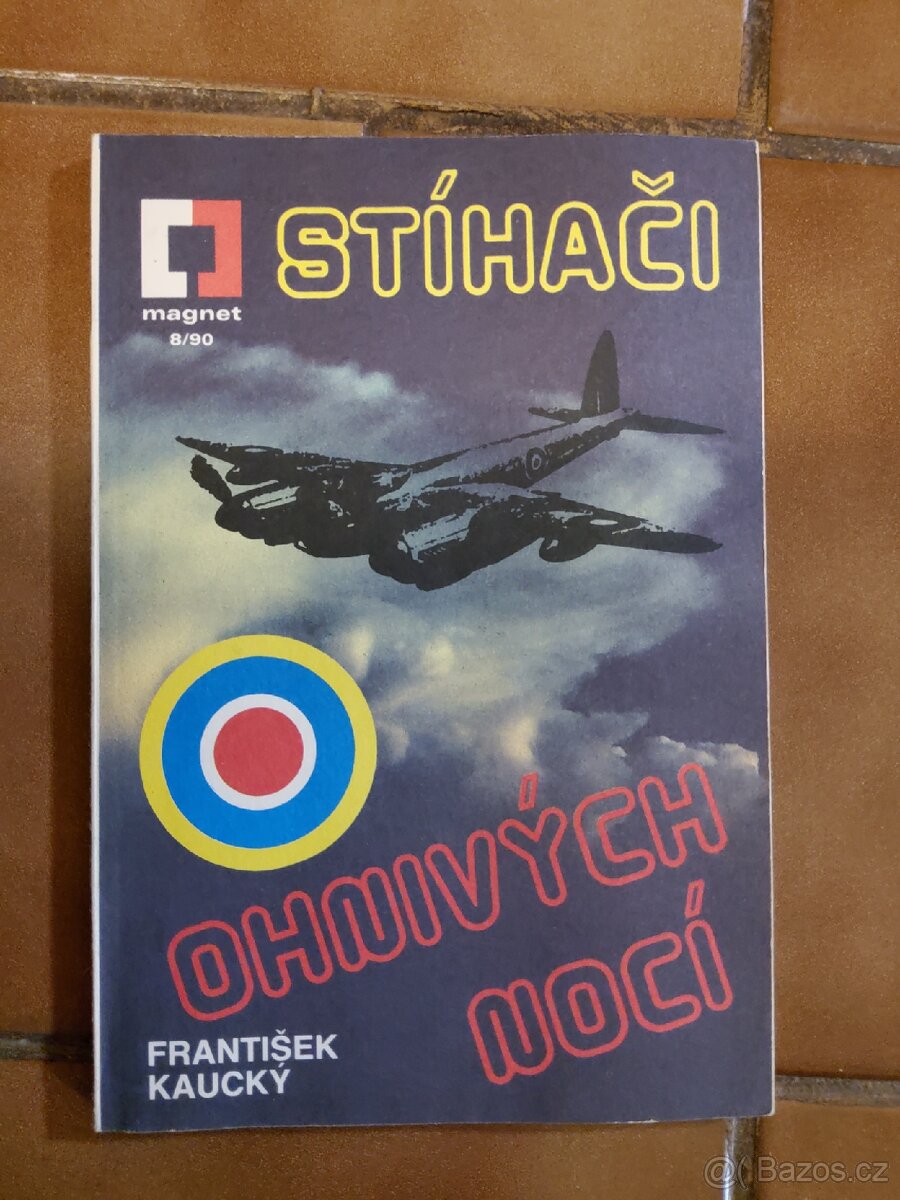 STÍHAČI
magnet
8/90
OHNIVÝCH
NOCÍ
FRANTIŠEK
KAUCKÝ
@( Bazos.cz